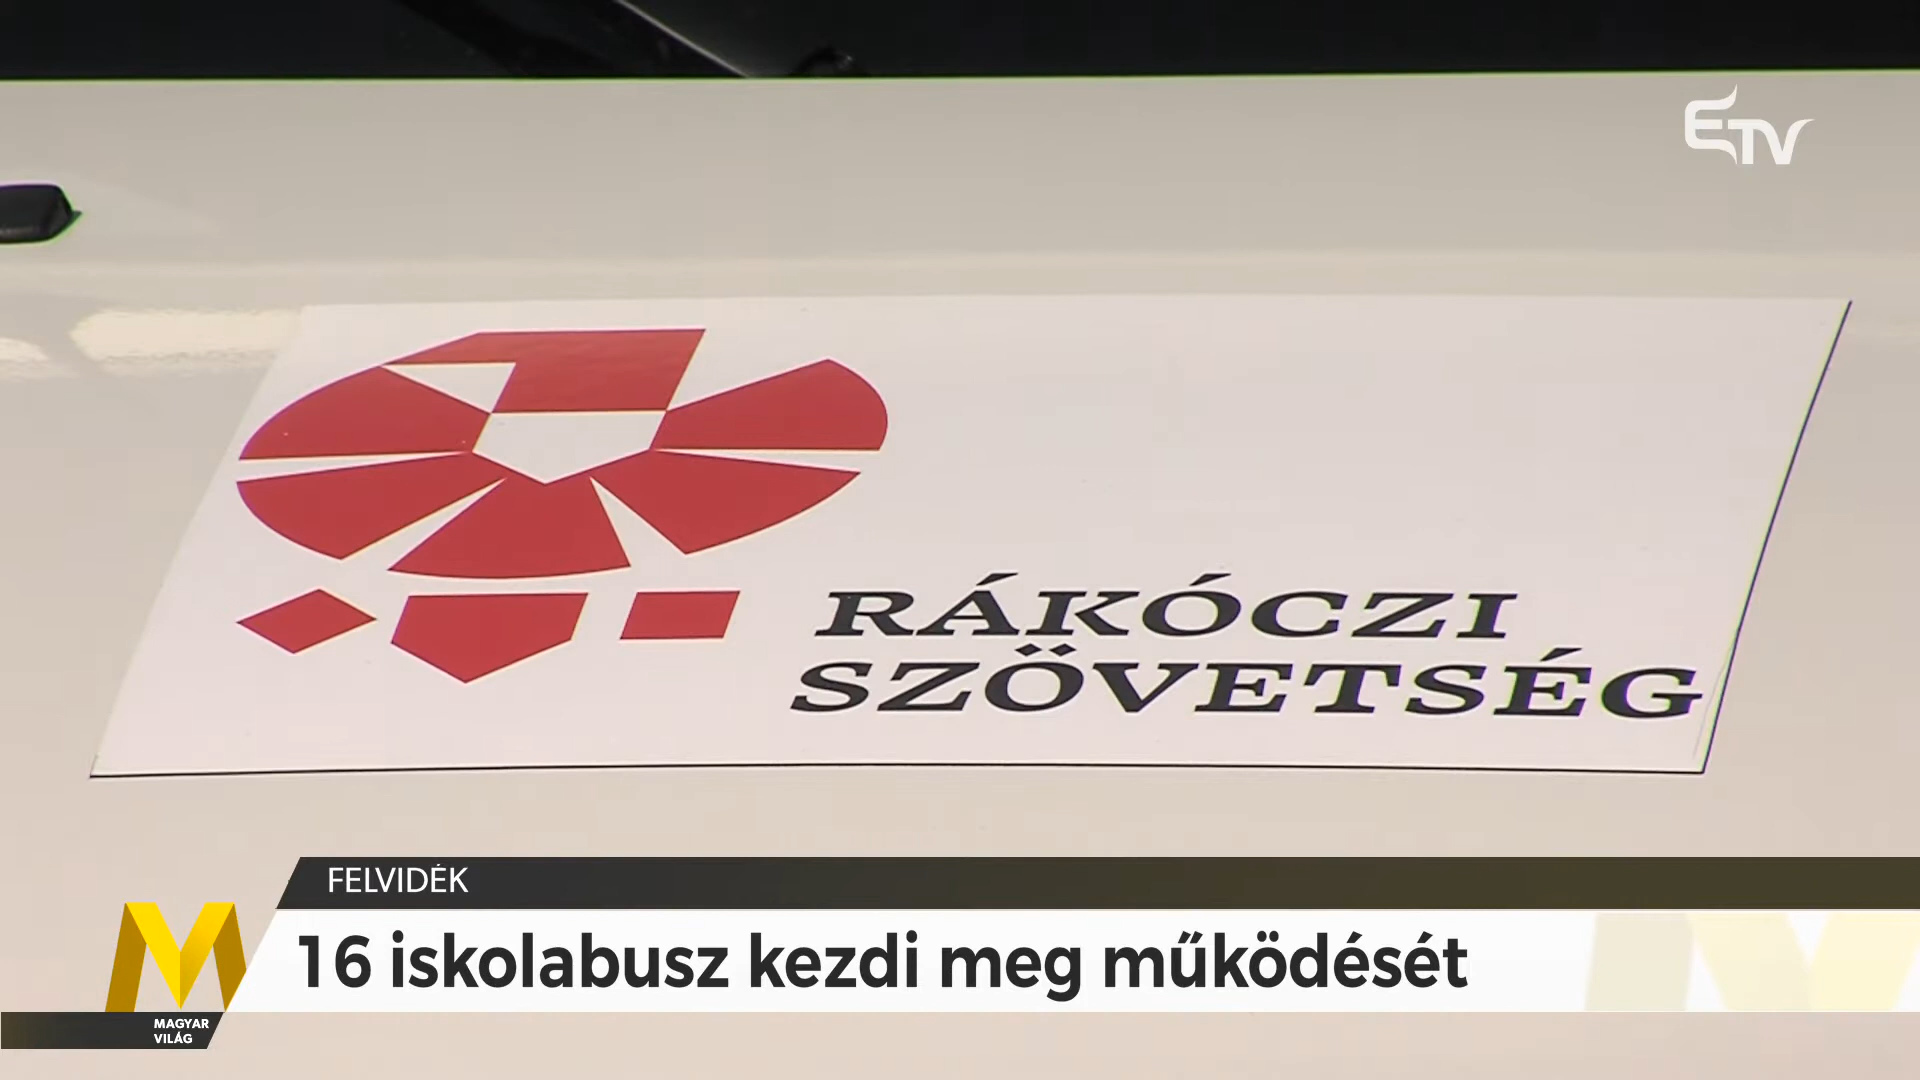 ETV
RÁKÓCZI
SZÖVETSÉG
FELVIDÉK
16 iskolabusz kezdi meg működését
MAGYAR
VILÁG